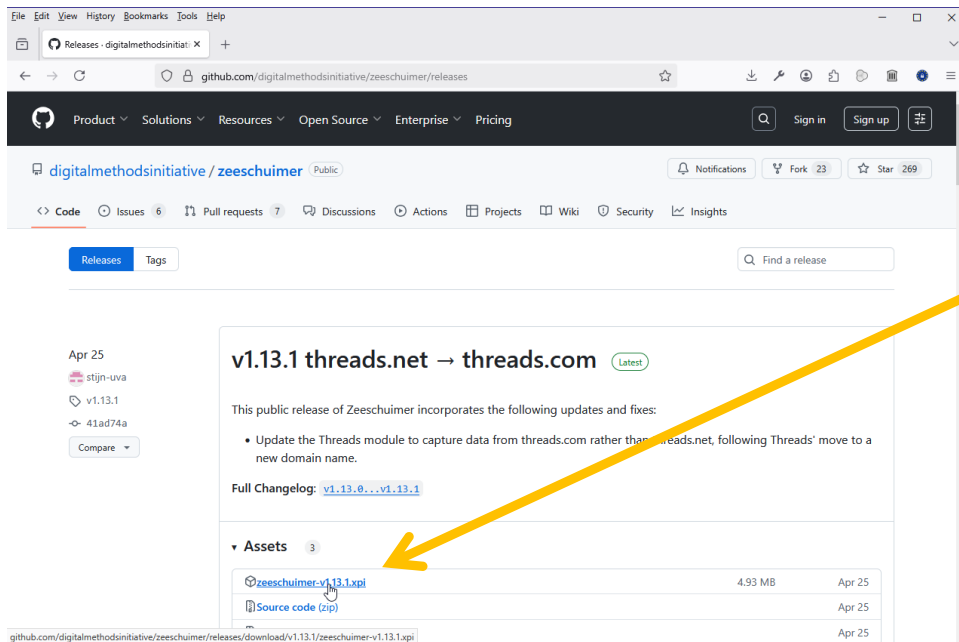 File Edit View History Bookmarks Tools Help
Releases · digitalmethodsinitiati
github.com/digitalmethodsinitiative/zeeschuimer/releases
Product Solutions Resources Open Source Enterprise Pricing Sign in Sign up
digitalmethodsinitiative / zeeschuimer Public Notifications Fork 23 Star 269
Code Issues 6 Pull requests 7 Discussions Actions Projects Wiki Security Insights
Releases Tags Find a release
Apr 25
stijn-uva
v1.13.1
41ad74a
Compare
v1.13.1 threads.net → threads.com Latest
This public release of Zeeschuimer incorporates the following updates and fixes:
• Update the Threads module to capture data from threads.com rather than threads.net, following Threads' move to a
new domain name.
Full Changelog: v1.13.0...v1.13.1
Assets 3
zeeschuimer-v1.13.1.xpi 4.93 MB Apr 25
Source code (zip) Apr 25
Apr 25
github.com/digitalmethodsinitiative/zeeschuimer/releases/download/v1.13.1/zeeschuimer-v1.13.1.xpi